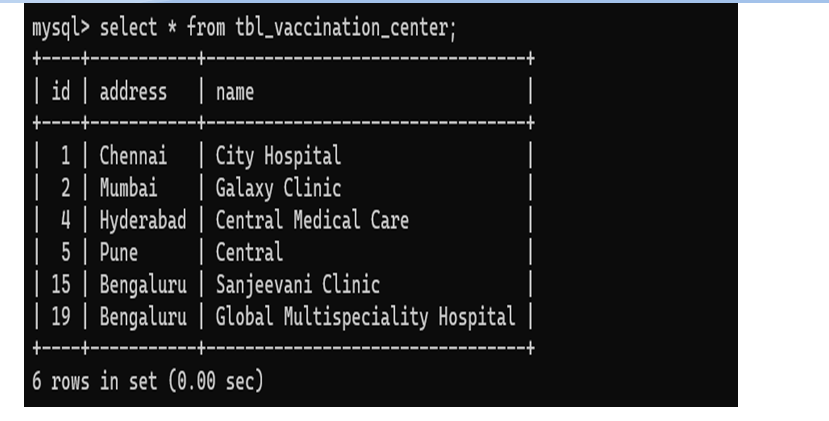 mysql> select * from tbl_vaccination_center;
+----+-----------+--------------------------------+
| id | address   | name                           |
+----+-----------+--------------------------------+
|  1 | Chennai   | City Hospital                  |
|  2 | Mumbai    | Galaxy Clinic                  |
|  4 | Hyderabad | Central Medical Care           |
|  5 | Pune      | Central                        |
| 15 | Bengaluru | Sanjeevani Clinic              |
| 19 | Bengaluru | Global Multispeciality Hospital |
+----+-----------+--------------------------------+
6 rows in set (0.00 sec)